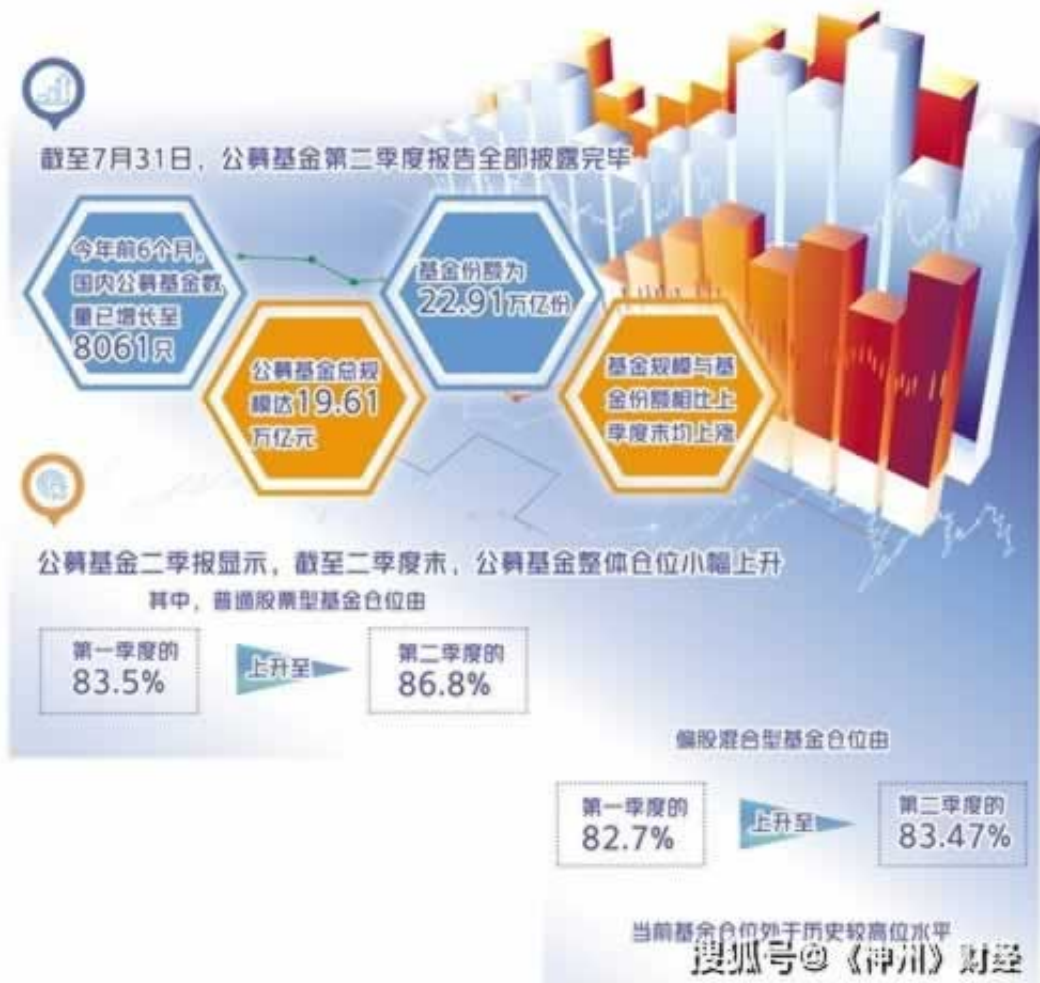 截至7月31日，公募基金第二季度报告全部披露完毕
今年前6个月，
国内公募基金数
量已增长至
8061只
公募基金总规
模达19.61
万亿元
基金份额为
22.91万亿份
基金规模与基
金份额相比上
季度末均上涨
公募基金二季报显示，截至二季度末，公募基金整体仓位小幅上升
其中，普通股票型基金仓位由
第一季度的
83.5%
上升至
第二季度的
86.8%
偏股混合型基金仓位由
第一季度的
82.7%
上升至
第二季度的
83.47%
当前基金仓位处于历史较高位水平
搜狐号@《神州》财经